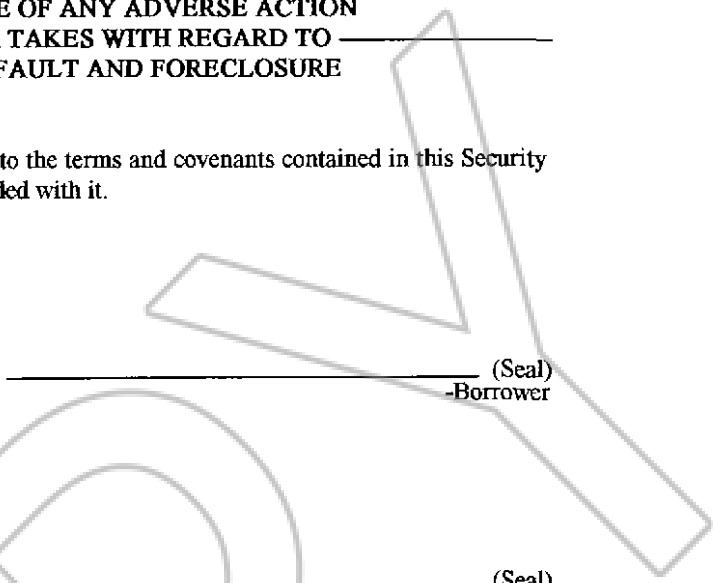 E OF ANY ADVERSE ACTION
TAKES WITH REGARD TO
FAULT AND FORECLOSURE
to the terms and covenants contained in this Security
ded with it.
(Seal)
-Borrower
(Seal)